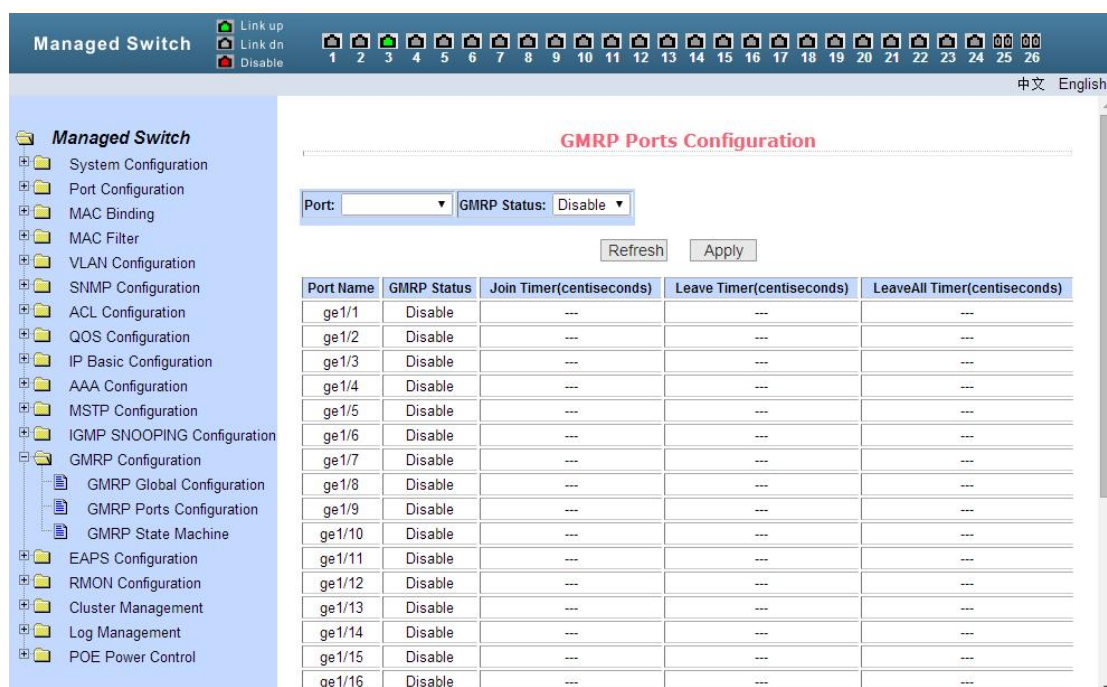 Managed Switch
Link up
Link dn
Disable
1 2 3 4 5 6 7 8 9 10 11 12 13 14 15 16 17 18 19 20 21 22 23 24 25 26
中文 English
Managed Switch
System Configuration
Port Configuration
MAC Binding
MAC Filter
VLAN Configuration
SNMP Configuration
ACL Configuration
QOS Configuration
IP Basic Configuration
AAA Configuration
MSTP Configuration
IGMP SNOOPING Configuration
GMRP Configuration
GMRP Global Configuration
GMRP Ports Configuration
GMRP State Machine
EAPS Configuration
RMON Configuration
Cluster Management
Log Management
POE Power Control
GMRP Ports Configuration
Port: GMRP Status: Disable
Refresh Apply
Port Name GMRP Status Join Timer(centiseconds) Leave Timer(centiseconds) LeaveAll Timer(centiseconds)
ge1/1 Disable --- --- ---
ge1/2 Disable --- --- ---
ge1/3 Disable --- --- ---
ge1/4 Disable --- --- ---
ge1/5 Disable --- --- ---
ge1/6 Disable --- --- ---
ge1/7 Disable --- --- ---
ge1/8 Disable --- --- ---
ge1/9 Disable --- --- ---
ge1/10 Disable --- --- ---
ge1/11 Disable --- --- ---
ge1/12 Disable --- --- ---
ge1/13 Disable --- --- ---
ge1/14 Disable --- --- ---
ge1/15 Disable --- --- ---
ge1/16 Disable --- --- ---